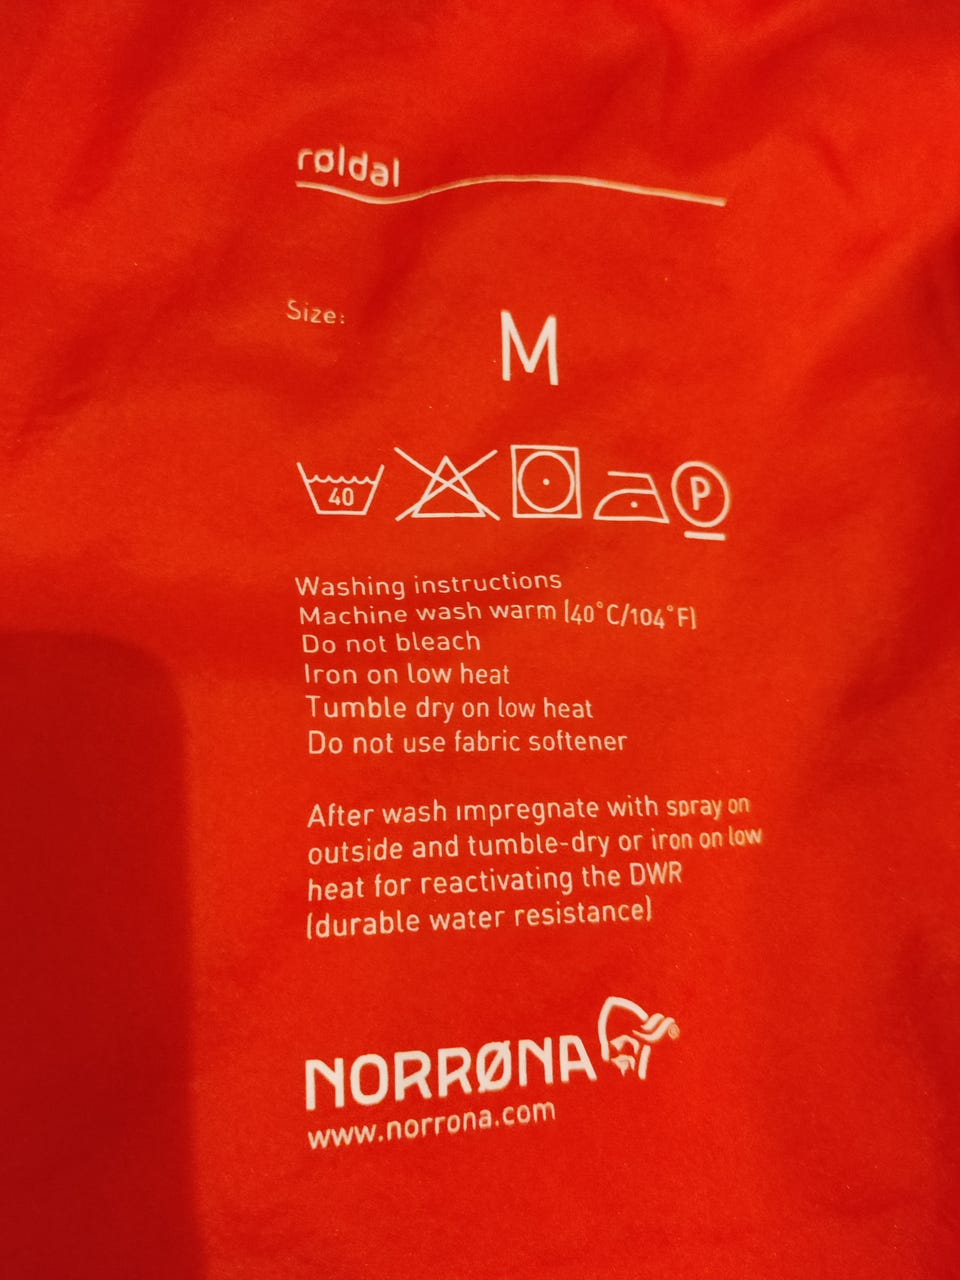 røldal
Size:
M
40
P
Washing instructions
Machine wash warm (40°C/104°F)
Do not bleach
Iron on low heat
Tumble dry on low heat
Do not use fabric softener
After wash impregnate with spray on
outside and tumble-dry or iron on low
heat for reactivating the DWR
(durable water resistance)
NORRØNA
www.norrona.com